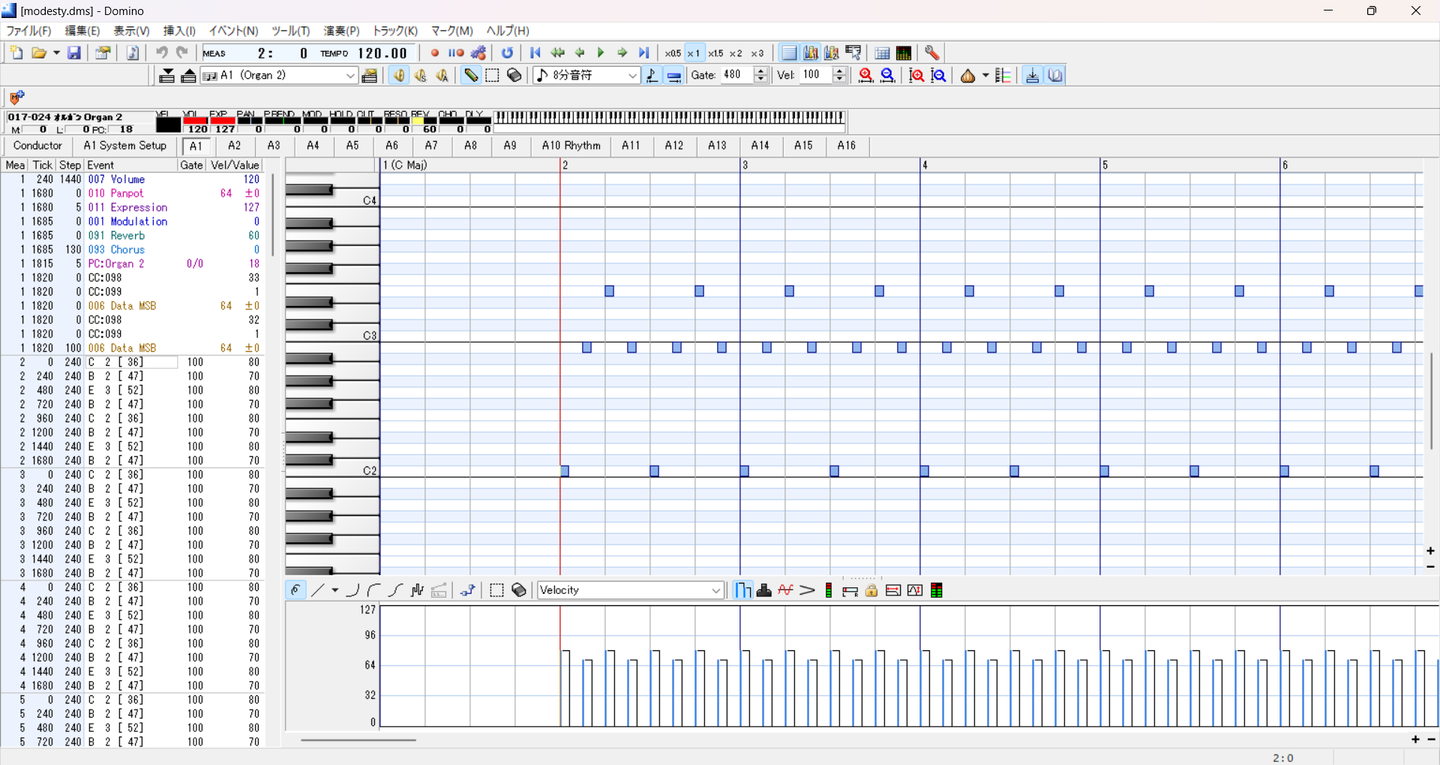 [modesty.dms] - Domino
ファイル(F) 編集(E) 表示(V) 挿入(I) イベント(N) ツール(T) 演奏(P) トラック(K) マーク(M) ヘルプ(H)
MEAS 2: 0 TEMPO 120.00 ×0.5 ×1 ×1.5 ×2 ×3
A1 (Organ 2) 8分音符 Gate: 480 Vel: 100
017-024 オルガン Organ 2 VEL VOL EXP PAN P.BEND MOD HOLD CUT RESO REV CHO DLY
M: 0 L: 0 PC: 18 120 127 0 0 0 0 0 0 60 0 0
Conductor A1 System Setup A1 A2 A3 A4 A5 A6 A7 A8 A9 A10 Rhythm A11 A12 A13 A14 A15 A16
Mea Tick Step Event Gate Vel/Value
1 240 1440 007 Volume 120
1 1680 0 010 Panpot 64 ±0
1 1680 5 011 Expression 127
1 1685 0 001 Modulation 0
1 1685 0 091 Reverb 60
1 1685 130 093 Chorus 0
1 1815 5 PC:Organ 2 0/0 18
1 1820 0 CC:098 33
1 1820 0 CC:099 1
1 1820 0 006 Data MSB 64 ±0
1 1820 0 CC:098 32
1 1820 0 CC:099 1
1 1820 100 006 Data MSB 64 ±0
2 0 240 C 2 [ 36] 100 80
2 240 240 B 2 [ 47] 100 70
2 480 240 E 3 [ 52] 100 80
2 720 240 B 2 [ 47] 100 70
2 960 240 C 2 [ 36] 100 80
2 1200 240 B 2 [ 47] 100 70
2 1440 240 E 3 [ 52] 100 80
2 1680 240 B 2 [ 47] 100 70
3 0 240 C 2 [ 36] 100 80
3 240 240 B 2 [ 47] 100 70
3 480 240 E 3 [ 52] 100 80
3 720 240 B 2 [ 47] 100 70
3 960 240 C 2 [ 36] 100 80
3 1200 240 B 2 [ 47] 100 70
3 1440 240 E 3 [ 52] 100 80
3 1680 240 B 2 [ 47] 100 70
4 0 240 C 2 [ 36] 100 80
4 240 240 B 2 [ 47] 100 70
4 480 240 E 3 [ 52] 100 80
4 720 240 B 2 [ 47] 100 70
4 960 240 C 2 [ 36] 100 80
4 1200 240 B 2 [ 47] 100 70
4 1440 240 E 3 [ 52] 100 80
4 1680 240 B 2 [ 47] 100 70
5 0 240 C 2 [ 36] 100 80
5 240 240 B 2 [ 47] 100 70
5 480 240 E 3 [ 52] 100 80
5 720 240 B 2 [ 47] 100 70
1 (C Maj) 2 3 4 5 6
C4
C3
C2
Velocity
127
96
64
32
0
2:0